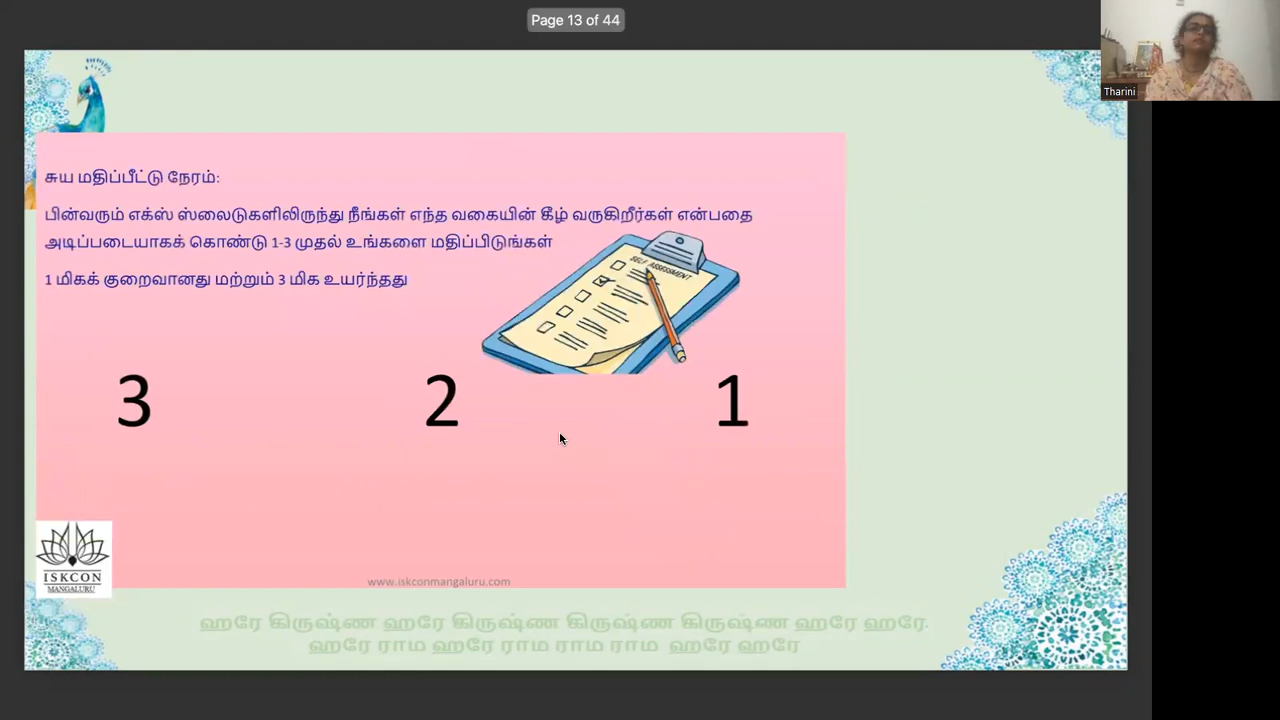 Page 13 of 44
Tharini
சுய மதிப்பீட்டு நேரம்:
பின்வரும் எக்ஸ் ஸ்லைடுகளிலிருந்து நீங்கள் எந்த வகையின் கீழ் வருகிறீர்கள் என்பதை
அடிப்படையாகக் கொண்டு 1-3 முதல் உங்களை மதிப்பிடுங்கள்
SELF ASSESSMENT
1 மிகக் குறைவானது மற்றும் 3 மிக உயர்ந்தது
3 2 1
ISKCON
MANGALURU
www.iskconmangaluru.com
ஹரே கிருஷ்ண ஹரே கிருஷ்ண கிருஷ்ண கிருஷ்ண ஹரே ஹரே.
ஹரே ராம ஹரே ராம ராம ராம ஹரே ஹரே